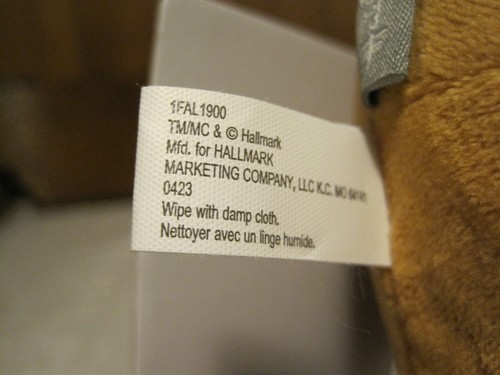 1FAL1900
TM/MC & © Hallmark
Mfd. for HALLMARK
MARKETING COMPANY, LLC K.C. MO 64141
0423
Wipe with damp cloth.
Nettoyer avec un linge humide.